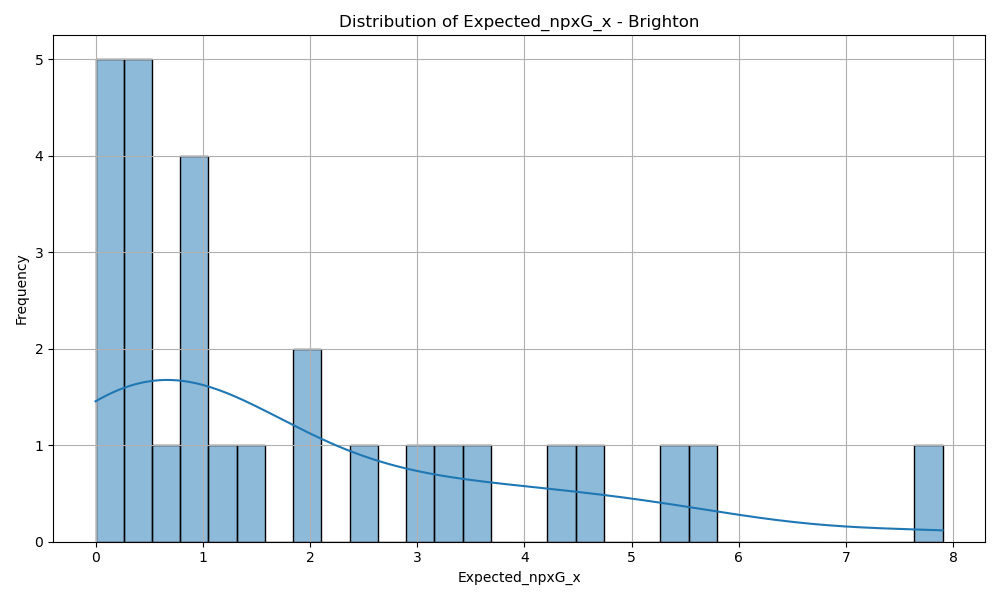 Distribution of Expected_npxG_x - Brighton
Frequency
5
4
3
2
1
0
0 1 2 3 4 5 6 7 8
Expected_npxG_x